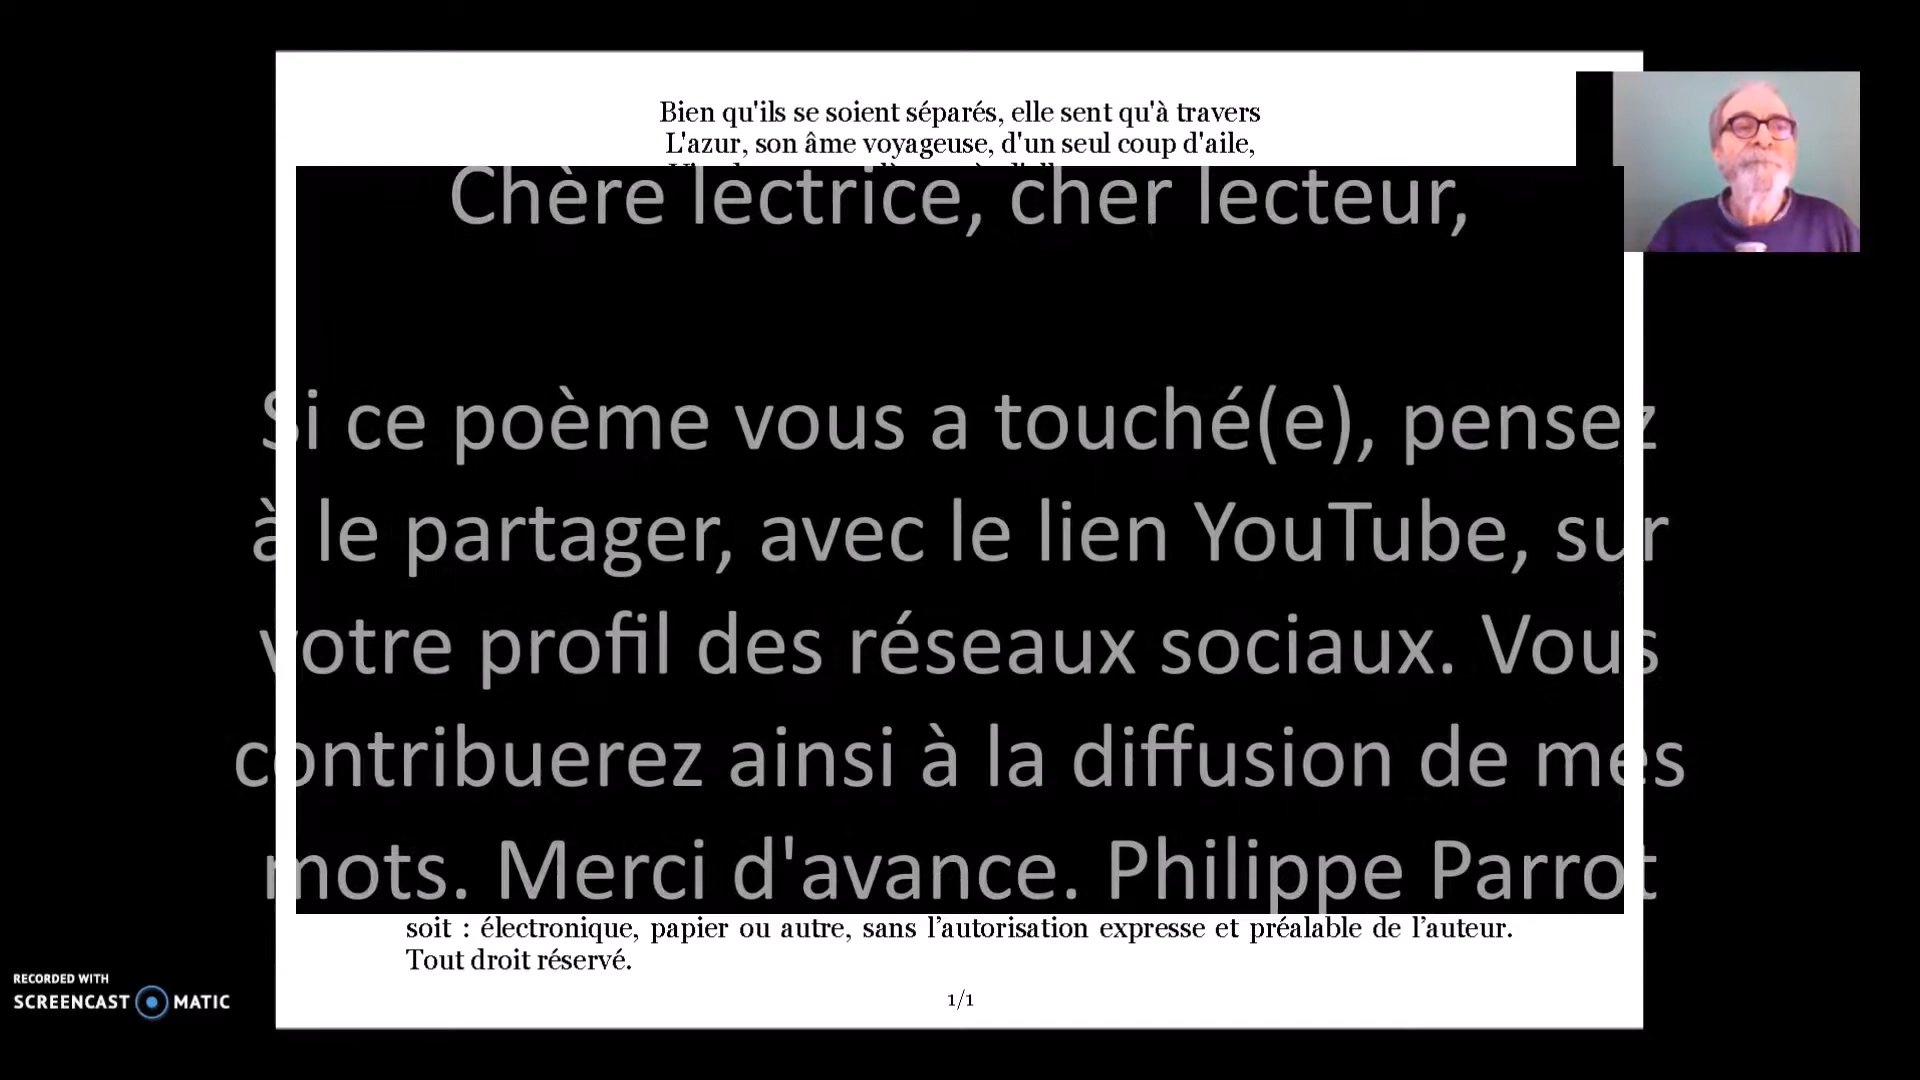 Bien qu'ils se soient séparés, elle sent qu'à travers
L'azur, son âme voyageuse, d'un seul coup d'aile,
Chère lectrice, cher lecteur,
Si ce poème vous a touché(e), pensez
à le partager, avec le lien YouTube, sur
votre profil des réseaux sociaux. Vous
contribuerez ainsi à la diffusion de mes
mots. Merci d'avance. Philippe Parrot
soit : électronique, papier ou autre, sans l’autorisation expresse et préalable de l’auteur.
Tout droit réservé.
1/1
RECORDED WITH
SCREENCAST MATIC